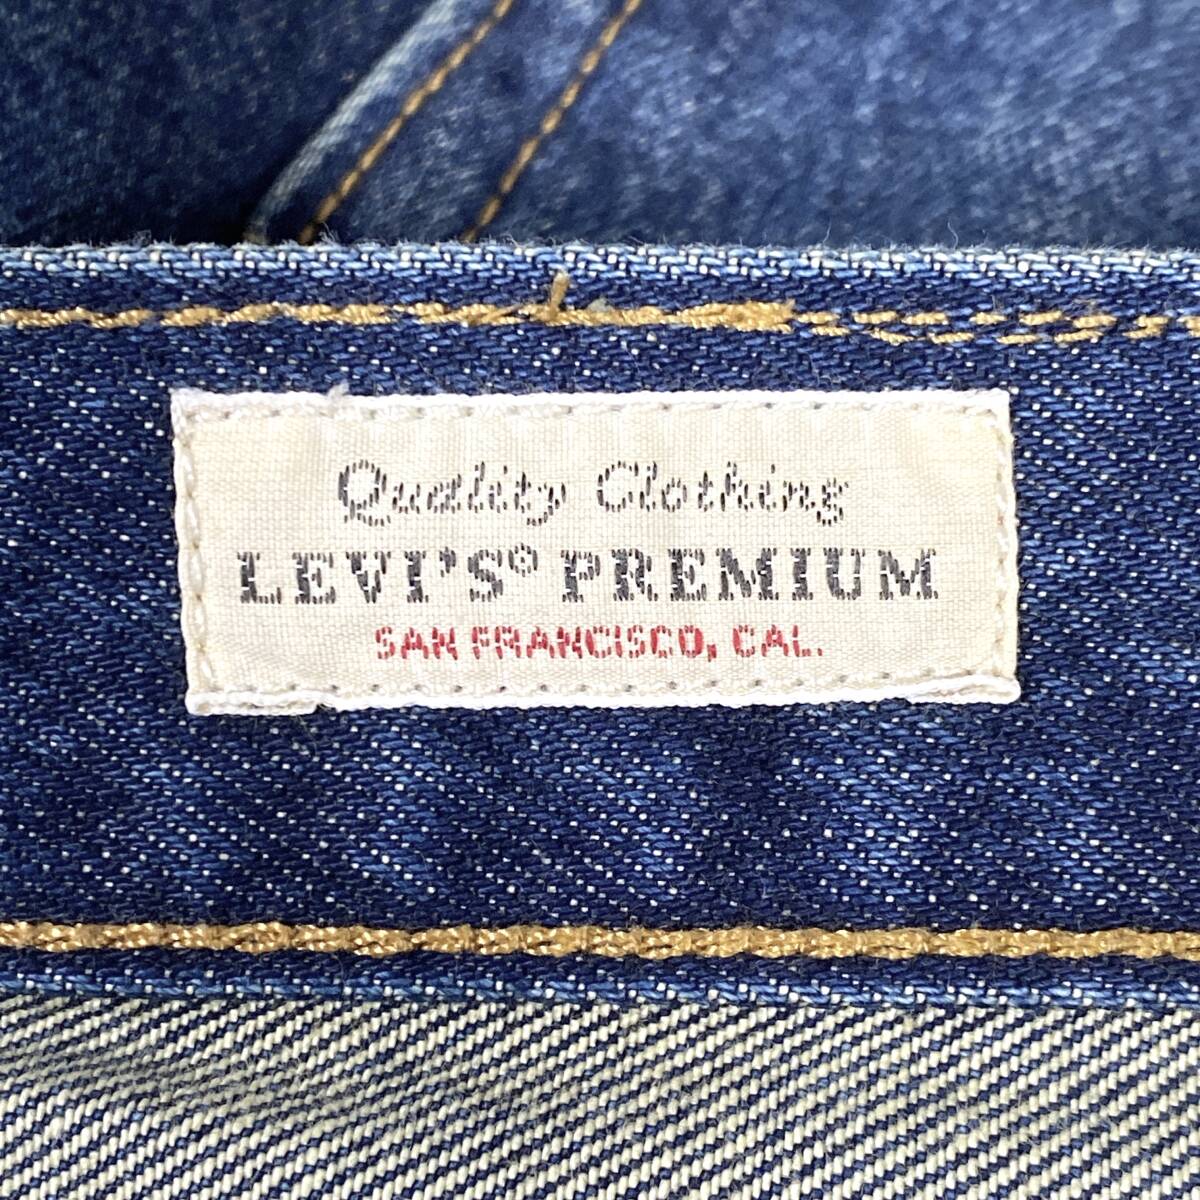 Quality Clothing
LEVI'S® PREMIUM
SAN FRANCISCO, CAL.